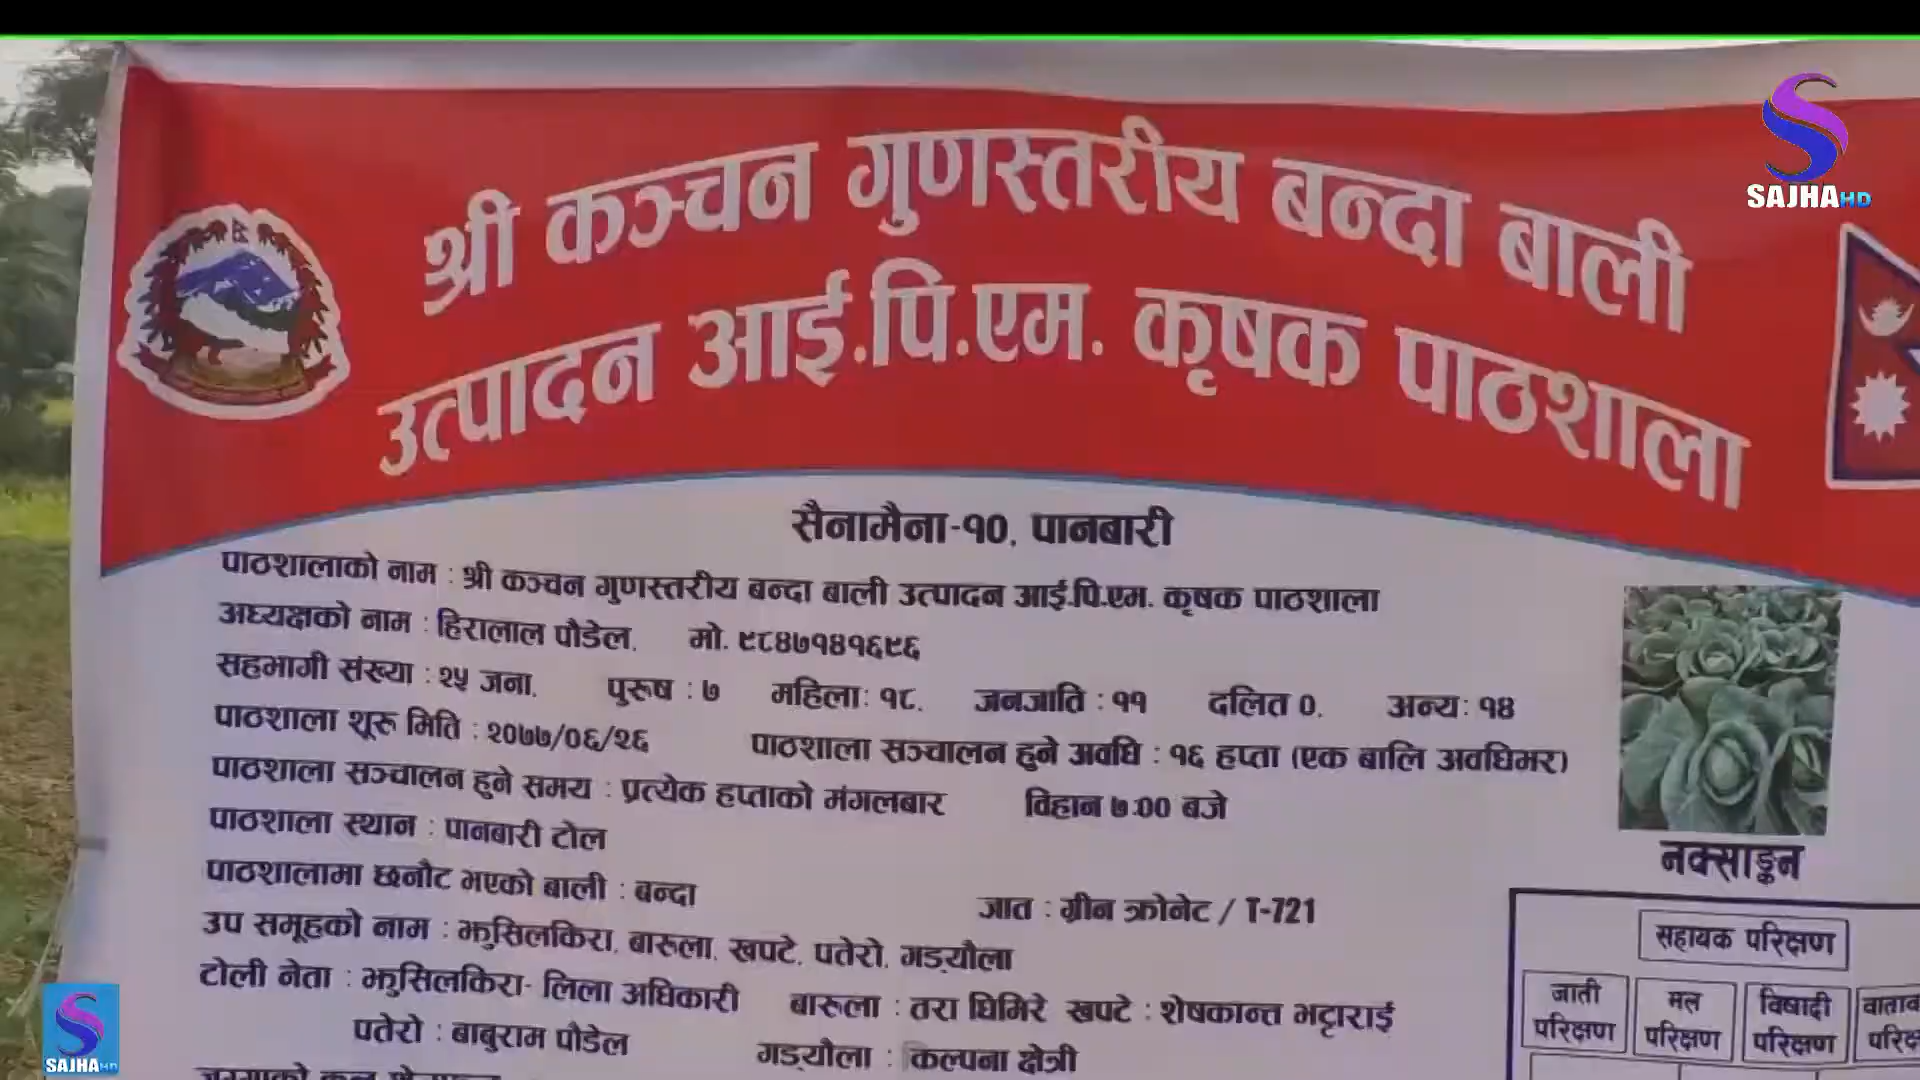 SAJHA HD
श्री कञ्चन गुणस्तरीय बन्दा बाली
उत्पादन आई.पि.एम. कृषक पाठशाला
सैनामैना-१०, पानबारी
पाठशालाको नाम : श्री कञ्चन गुणस्तरीय बन्दा बाली उत्पादन आई.पि.एम. कृषक पाठशाला
अध्यक्षको नाम : हिरालाल पौडेल, मो. ९८४७१४१६९६
सहभागी संख्या : २५ जना, पुरूष : ७ महिला: १८, जनजाति : ११ दलित 0, अन्य: १४
पाठशाला शूरू मिति : २०७७/०६/२६ पाठशाला सञ्चालन हुने अवधि : १६ हप्ता (एक बालि अवधिभर)
पाठशाला सञ्चालन हुने समय : प्रत्येक हप्ताको मंगलबार विहान ७:०० बजे
पाठशाला स्थान : पानबारी टोल
पाठशालामा छनौट भएको बाली : बन्दा जात : ग्रीन क्रोनेट / T-721
उप समूहको नाम : झुसिलकिरा, बारूला, खपटे, पतेरो, गड्यौला
टोली नेता : झुसिलकिरा- लिला अधिकारी बारूला : तरा घिमिरे खपटे : शेषकान्त भट्टाराई
पतेरो : बाबुराम पौडेल गड्यौला : कल्पना क्षेत्री
नक्साङ्कन
सहायक परिक्षण
जाती परिक्षण
मल परिक्षण
विषादी परिक्षण
SAJHA HD